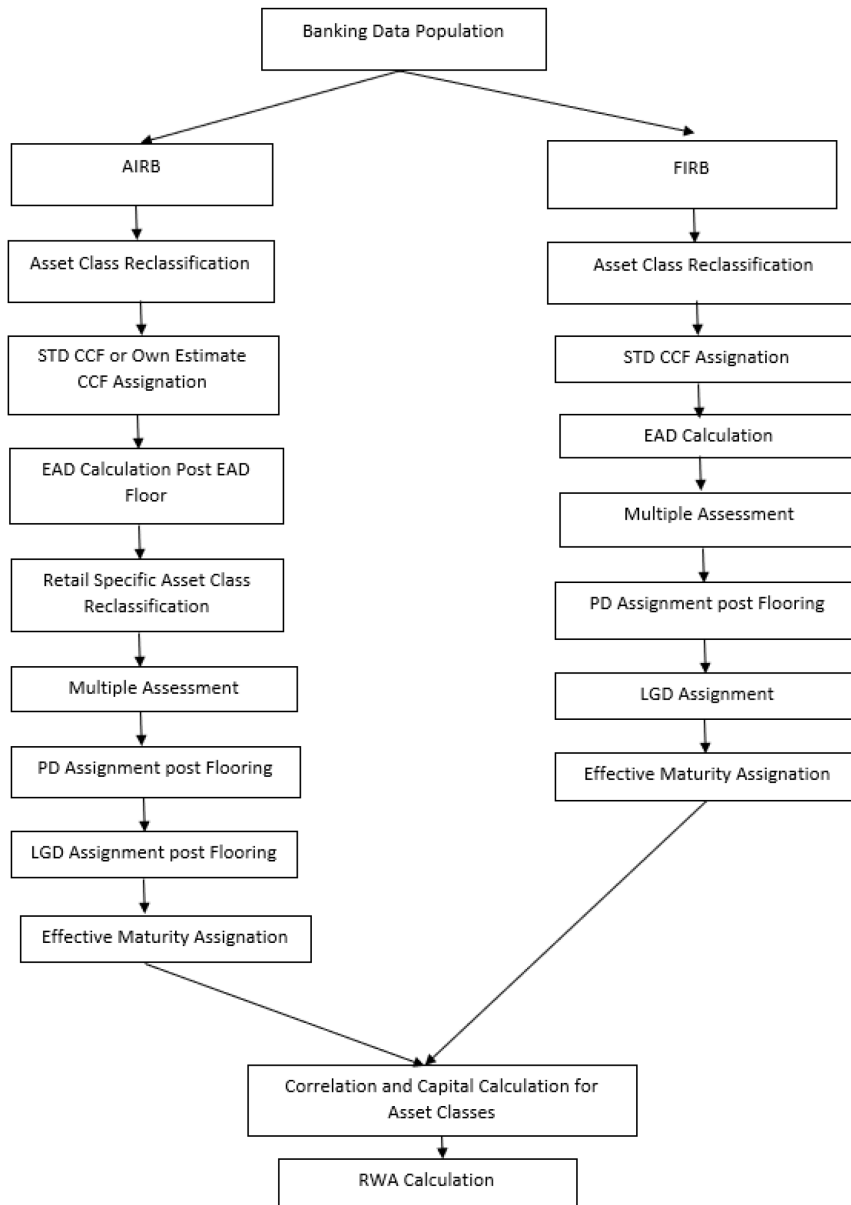 Banking Data Population
AIRB
Asset Class Reclassification
STD CCF or Own Estimate
CCF Assignation
EAD Calculation Post EAD
Floor
Retail Specific Asset Class
Reclassification
Multiple Assessment
PD Assignment post Flooring
LGD Assignment post Flooring
Effective Maturity Assignation
FIRB
Asset Class Reclassification
STD CCF Assignation
EAD Calculation
Multiple Assessment
PD Assignment post Flooring
LGD Assignment
Effective Maturity Assignation
Correlation and Capital Calculation for
Asset Classes
RWA Calculation